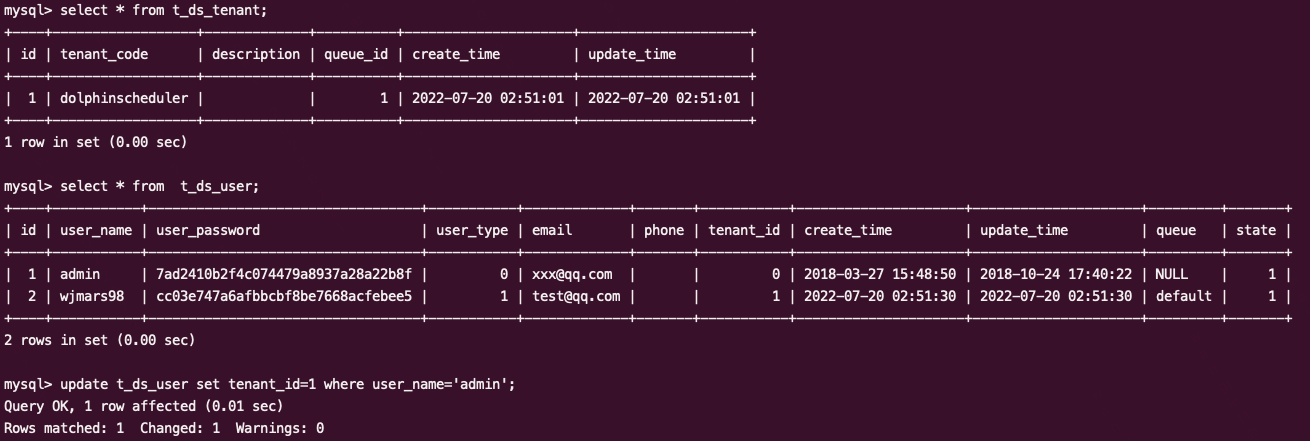 mysql> select * from t_ds_tenant;
+----+------------------+-------------+----------+---------------------+---------------------+
| id | tenant_code      | description | queue_id | create_time         | update_time         |
+----+------------------+-------------+----------+---------------------+---------------------+
|  1 | dolphinscheduler |             |        1 | 2022-07-20 02:51:01 | 2022-07-20 02:51:01 |
+----+------------------+-------------+----------+---------------------+---------------------+
1 row in set (0.00 sec)

mysql> select * from  t_ds_user;
+----+-----------+----------------------------------+-----------+--------------+-------+-----------+---------------------+---------------------+---------+-------+
| id | user_name | user_password                    | user_type | email        | phone | tenant_id | create_time         | update_time         | queue   | state |
+----+-----------+----------------------------------+-----------+--------------+-------+-----------+---------------------+---------------------+---------+-------+
|  1 | admin     | 7ad2410b2f4c074479a8937a28a22b8f |         0 | xxx@qq.com   |       |         0 | 2018-03-27 15:48:50 | 2018-10-24 17:40:22 | NULL    |     1 |
|  2 | wjmars98  | cc03e747a6afbbcbf8be7668acfebee5 |         1 | test@qq.com |       |         1 | 2022-07-20 02:51:30 | 2022-07-20 02:51:30 | default |     1 |
+----+-----------+----------------------------------+-----------+--------------+-------+-----------+---------------------+---------------------+---------+-------+
2 rows in set (0.00 sec)

mysql> update t_ds_user set tenant_id=1 where user_name='admin';
Query OK, 1 row affected (0.01 sec)
Rows matched: 1  Changed: 1  Warnings: 0